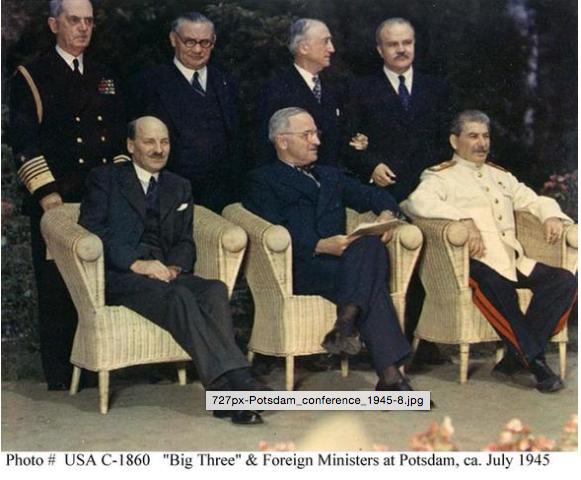 727px-Potsdam_conference_1945-8.jpg
Photo # USA C-1860 "Big Three" & Foreign Ministers at Potsdam, ca. July 1945